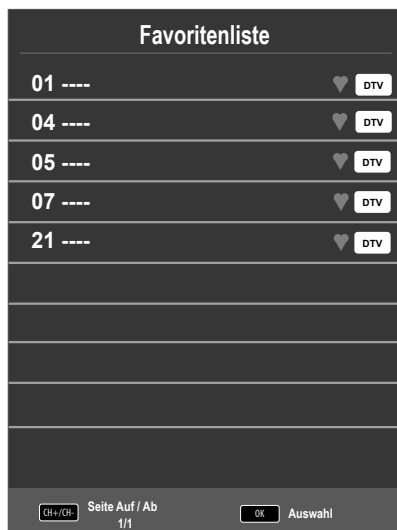 Favoritenliste
01 ---- DTV
04 ---- DTV
05 ---- DTV
07 ---- DTV
21 ---- DTV
CH+/CH- Seite Auf / Ab OK Auswahl
1/1